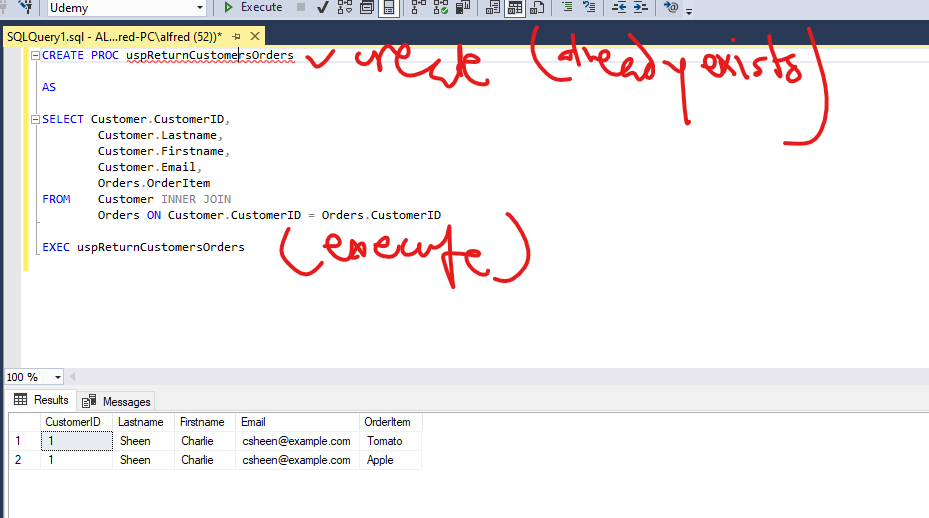 Udemy
Execute
SQLQuery1.sql - AL...red-PC\alfred (52))*
CREATE PROC uspReturnCustomersOrders
create (already exists)
AS
SELECT Customer.CustomerID,
Customer.Lastname,
Customer.Firstname,
Customer.Email,
Orders.OrderItem
FROM Customer INNER JOIN
Orders ON Customer.CustomerID = Orders.CustomerID
EXEC uspReturnCustomersOrders
(execute)
100 %
Results
Messages
CustomerID Lastname Firstname Email OrderItem
1 1 Sheen Charlie csheen@example.com Tomato
2 1 Sheen Charlie csheen@example.com Apple